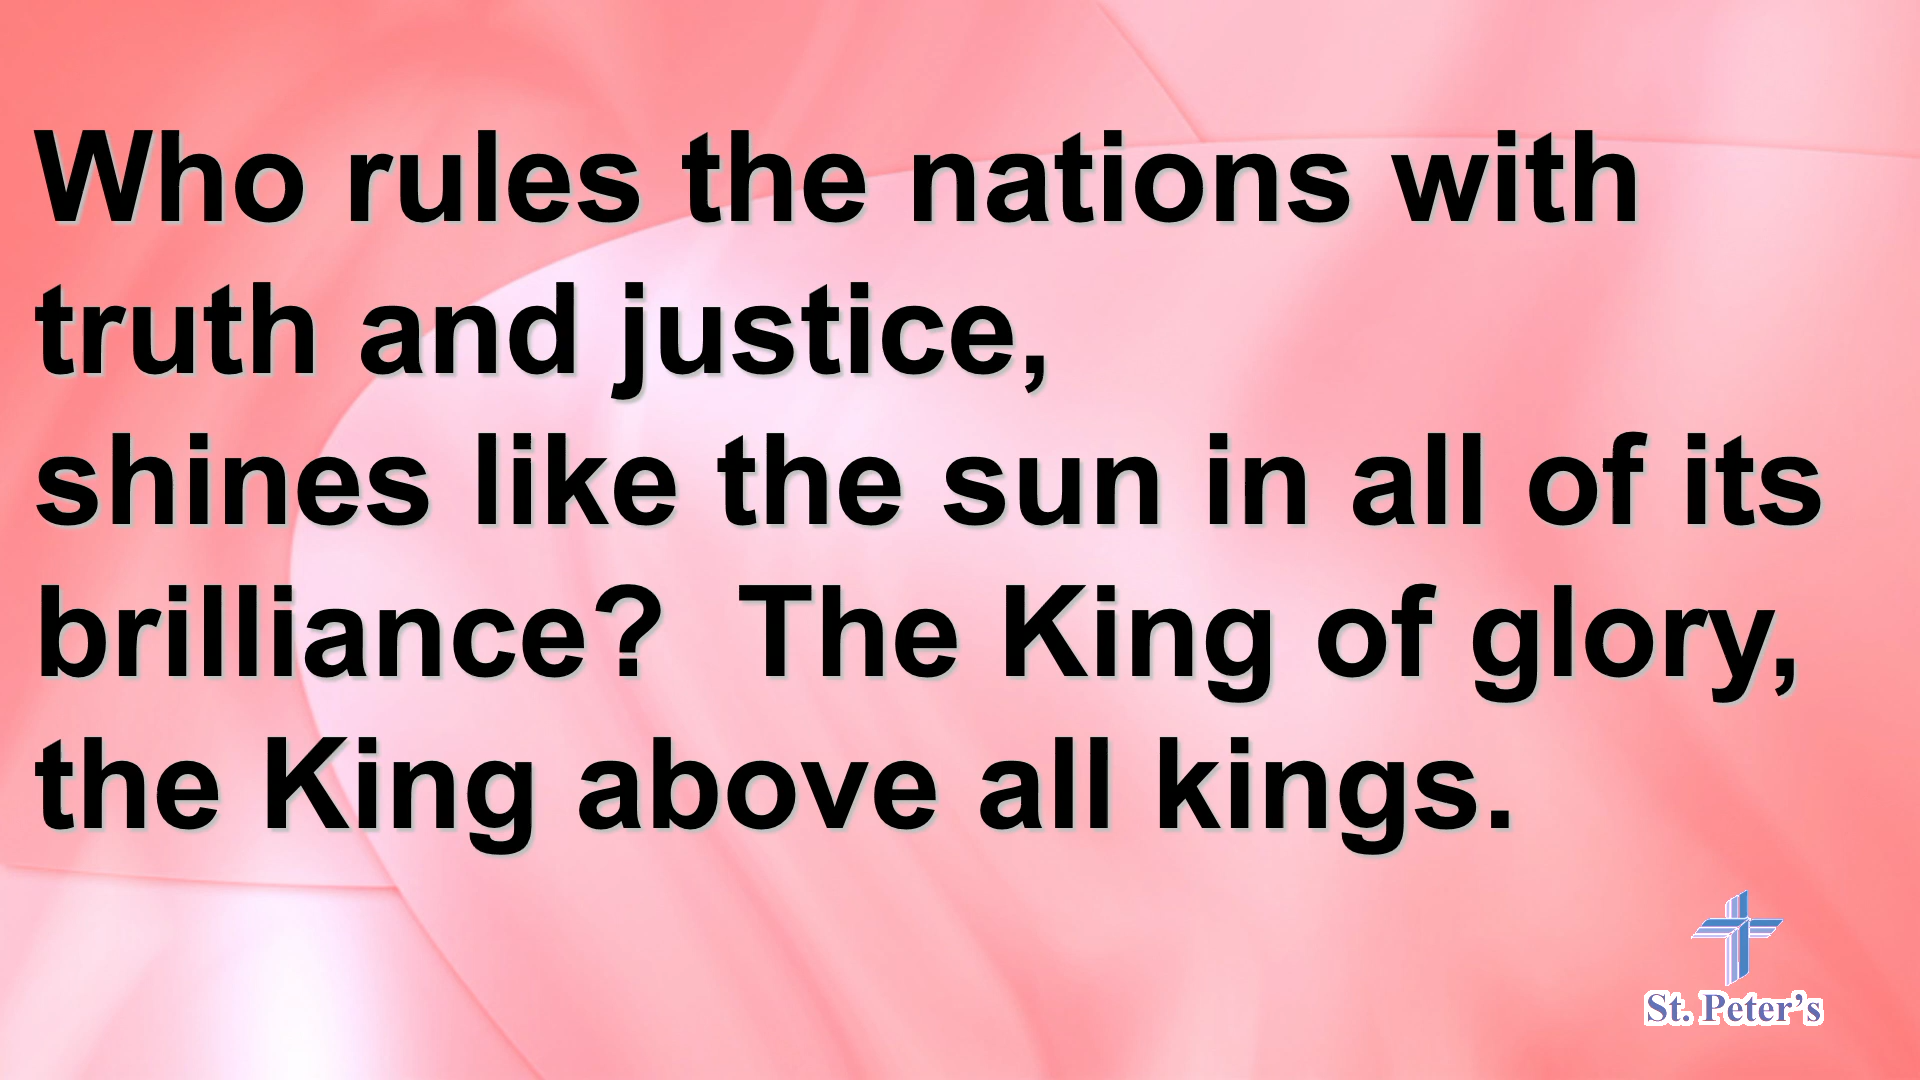 Who rules the nations with
truth and justice,
shines like the sun in all of its
brilliance?  The King of glory,
the King above all kings.
St. Peter’s